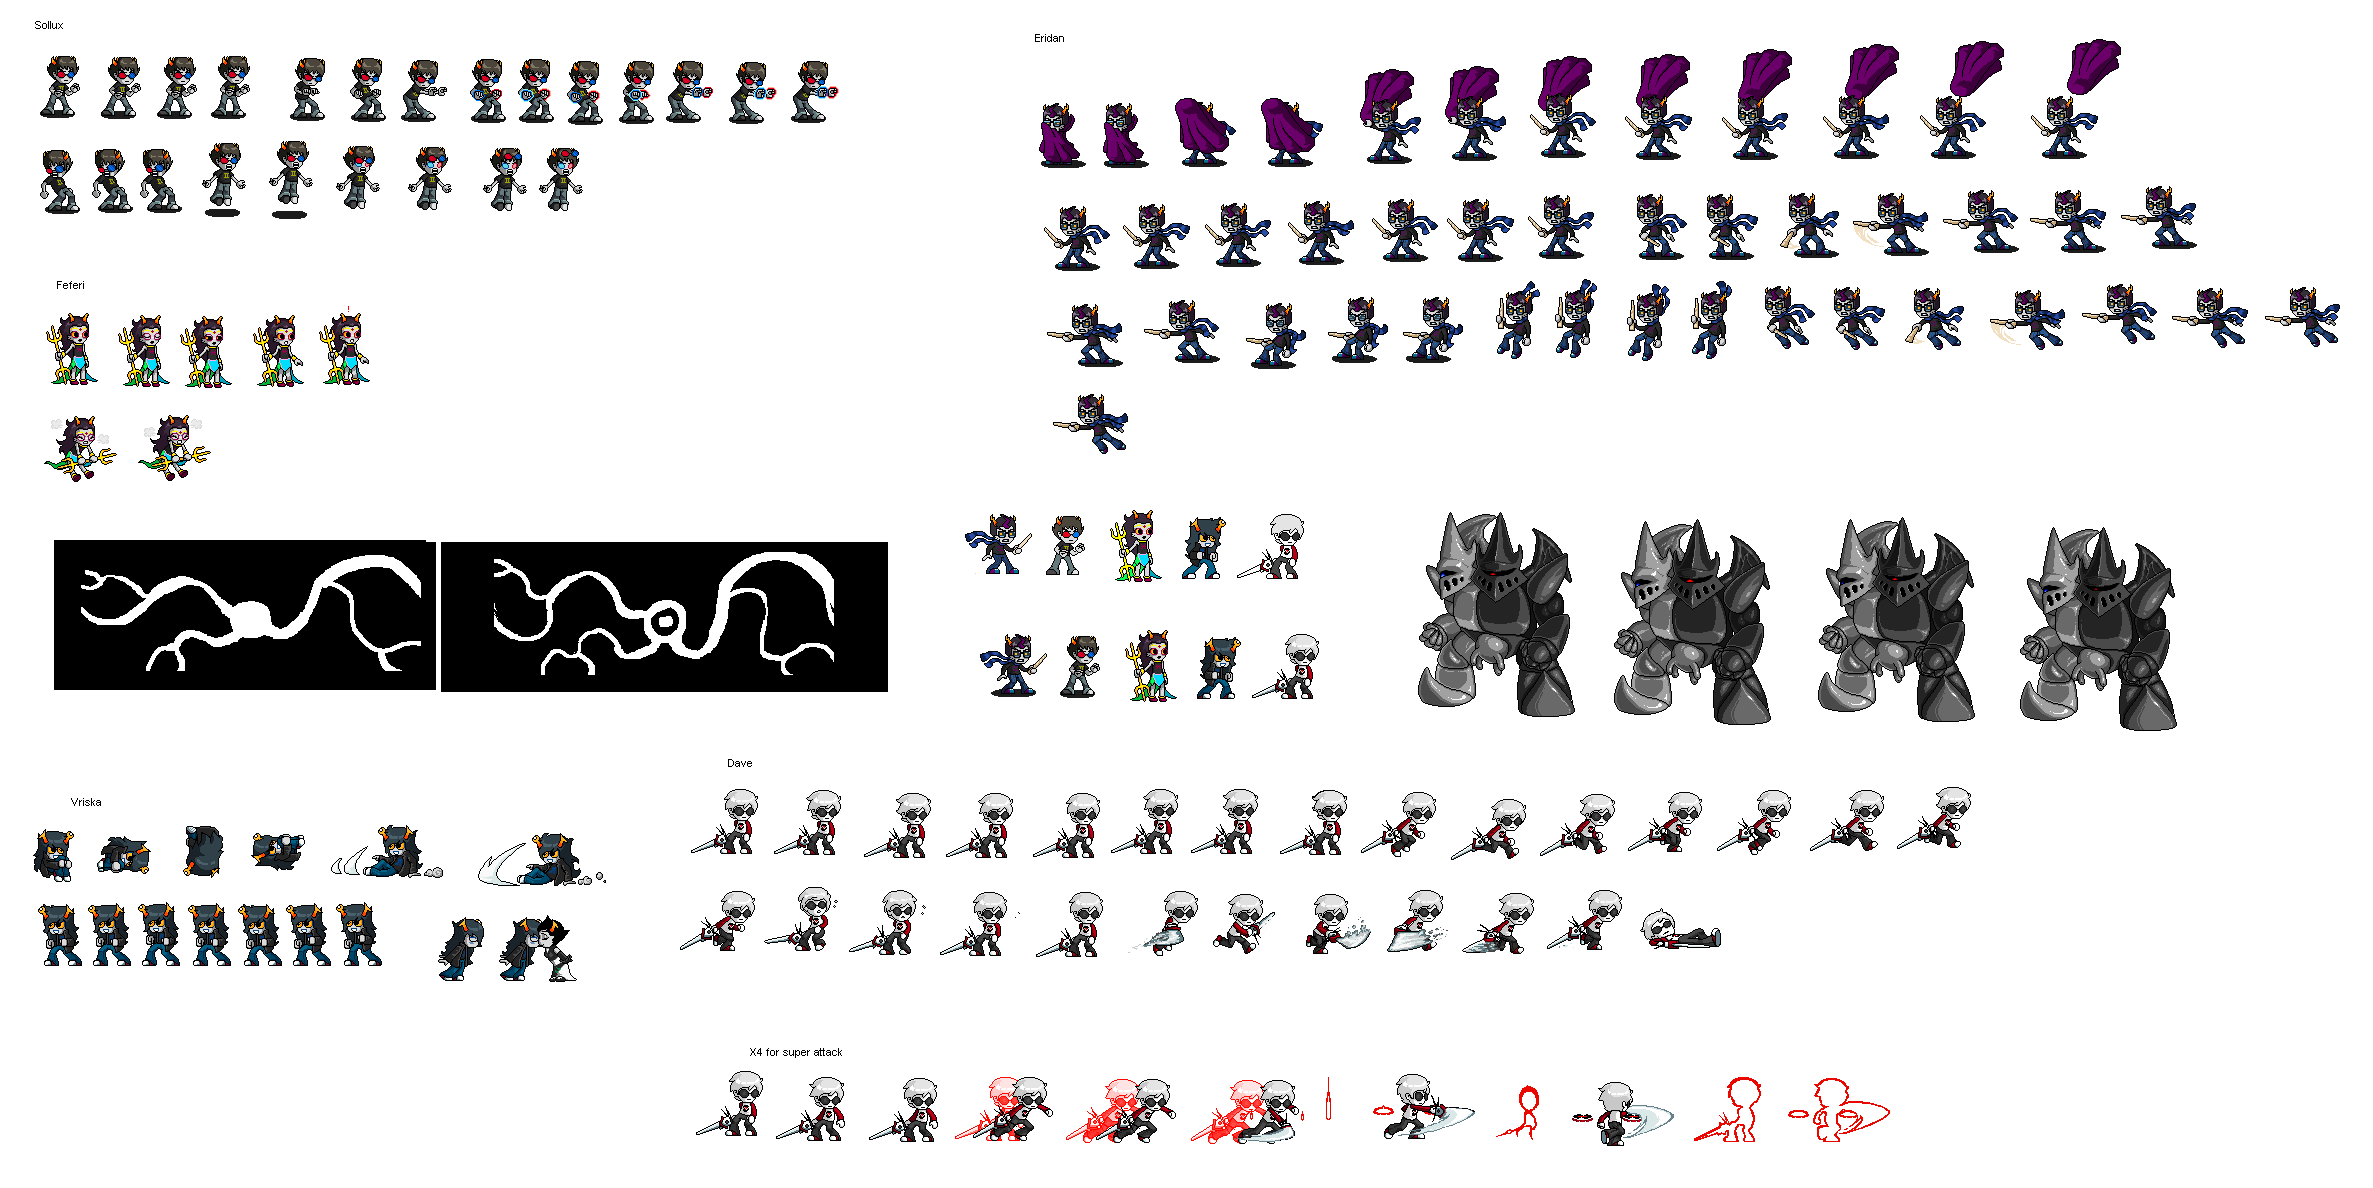 Sollux
Eridan
Feferi
Dave
Vriska
X4 for super attack